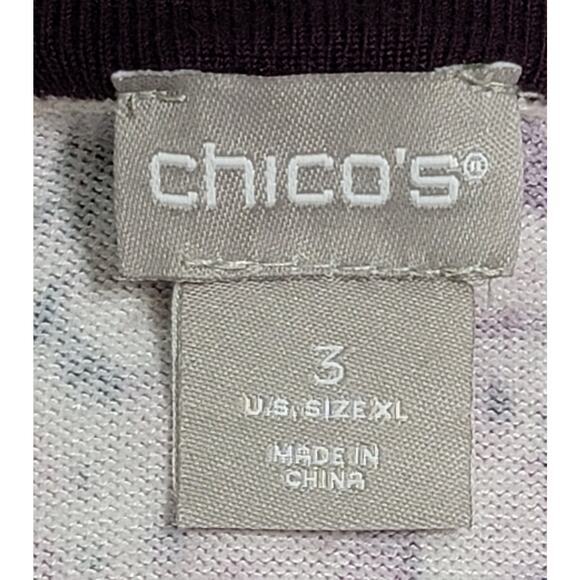 chico's®
3
U.S. SIZE XL
MADE IN
CHINA